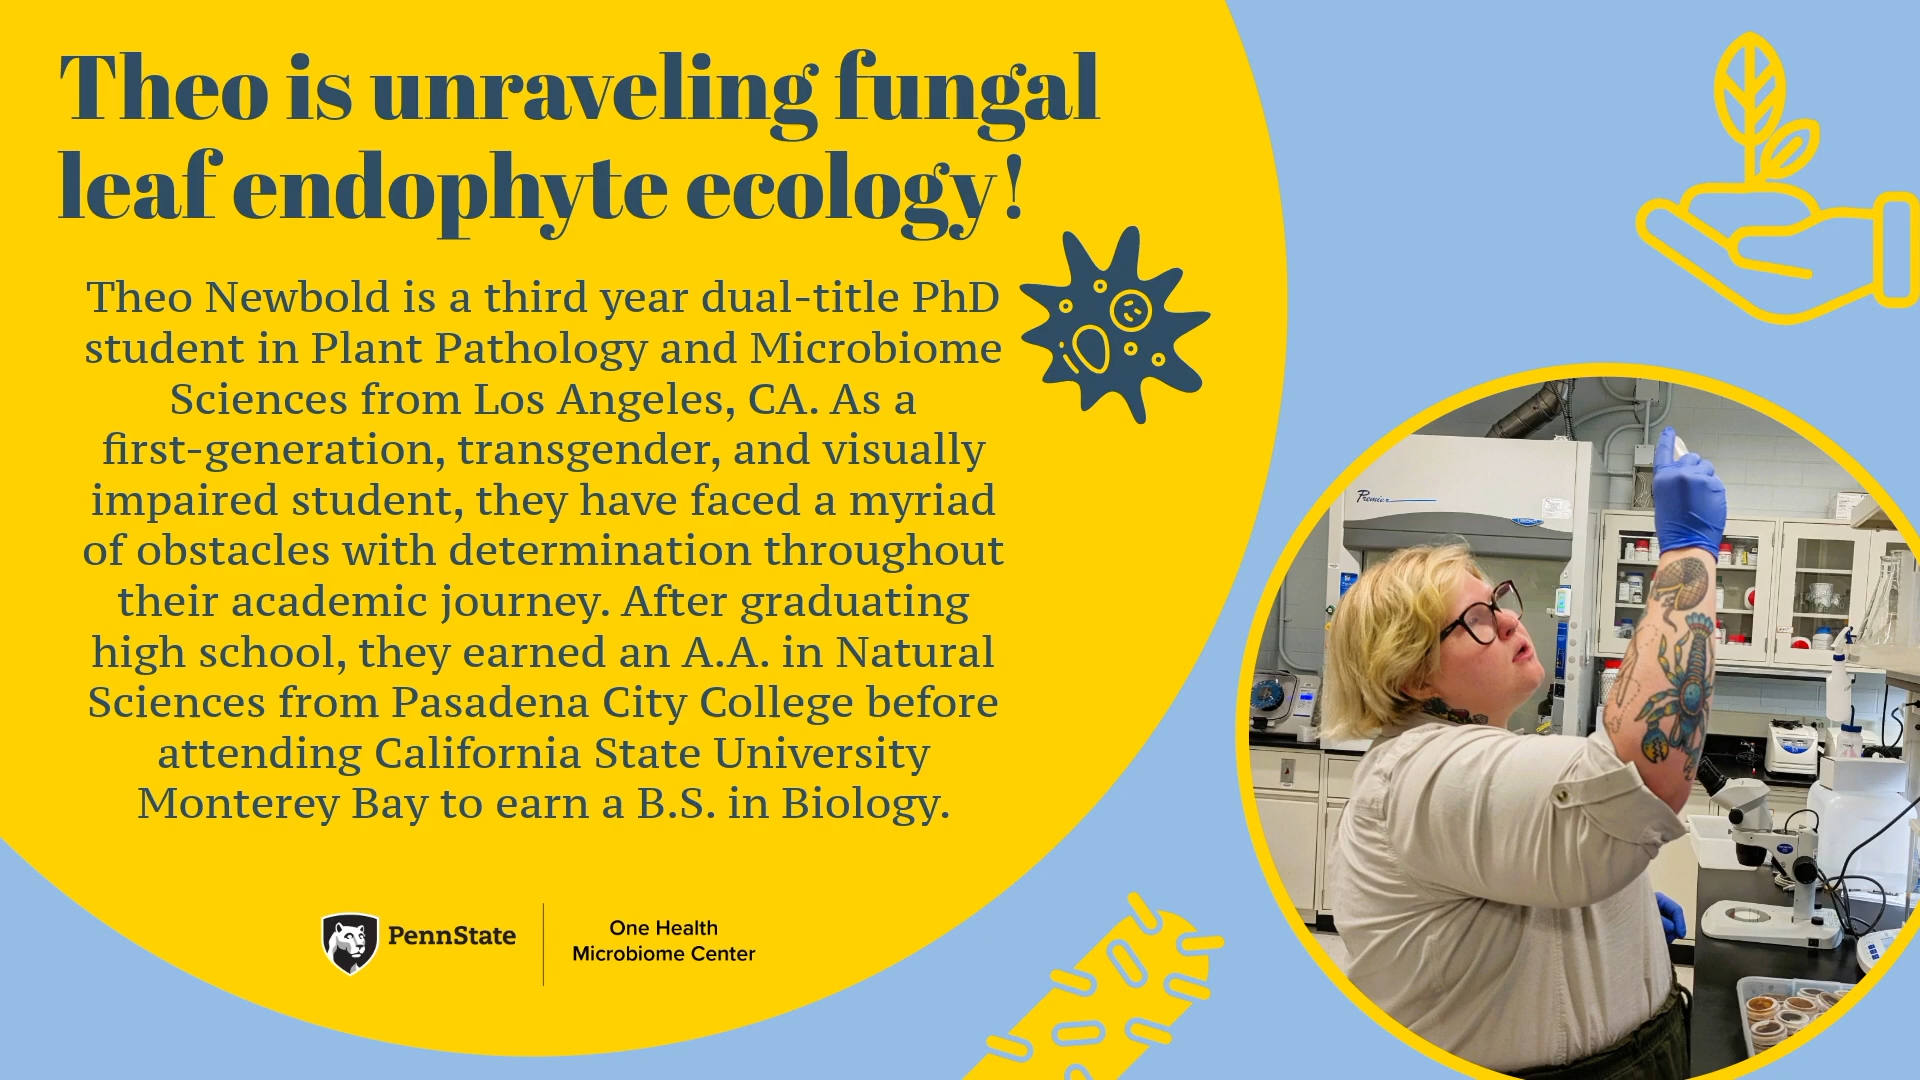 Theo is unraveling fungal
leaf endophyte ecology!
Theo Newbold is a third year dual-title PhD
student in Plant Pathology and Microbiome
Sciences from Los Angeles, CA. As a
first-generation, transgender, and visually
impaired student, they have faced a myriad
of obstacles with determination throughout
their academic journey. After graduating
high school, they earned an A.A. in Natural
Sciences from Pasadena City College before
attending California State University
Monterey Bay to earn a B.S. in Biology.
PennState
One Health
Microbiome Center
Premier